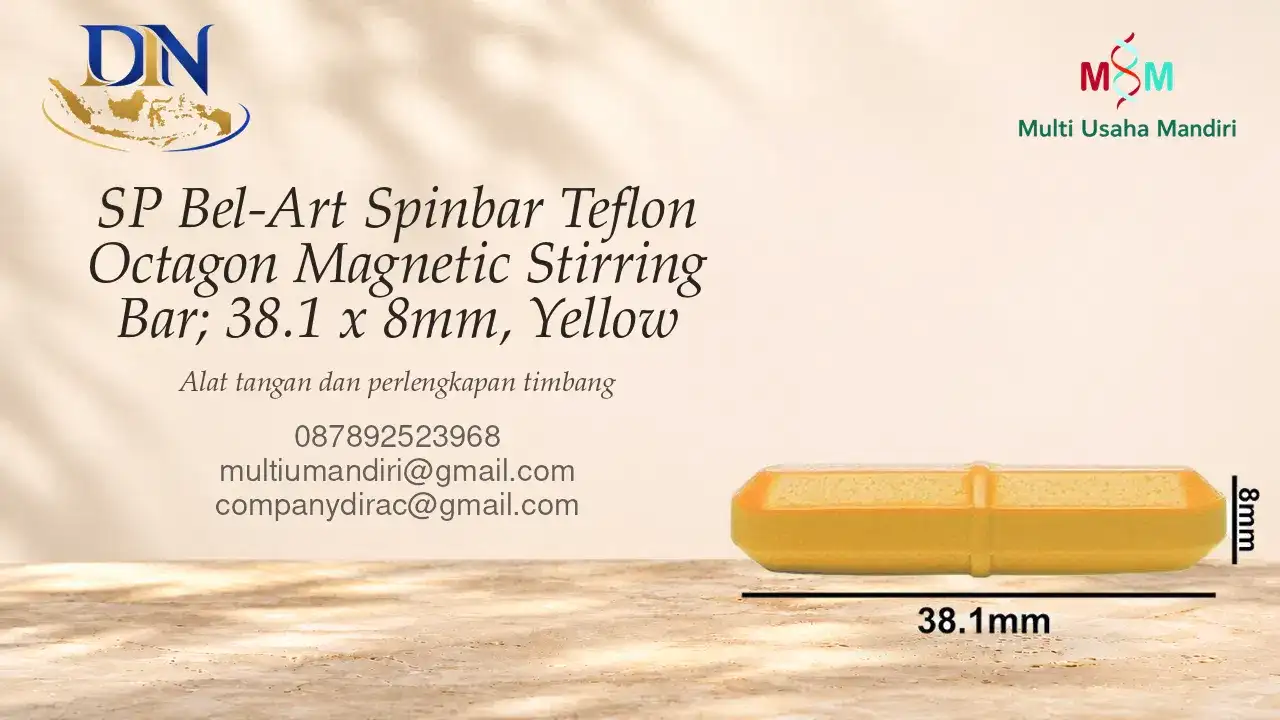 DIN
MSM
Multi Usaha Mandiri
SP Bel-Art Spinbar Teflon
Octagon Magnetic Stirring
Bar; 38.1 x 8mm, Yellow
Alat tangan dan perlengkapan timbang
087892523968
multiumandiri@gmail.com
companydirac@gmail.com
8mm
38.1mm